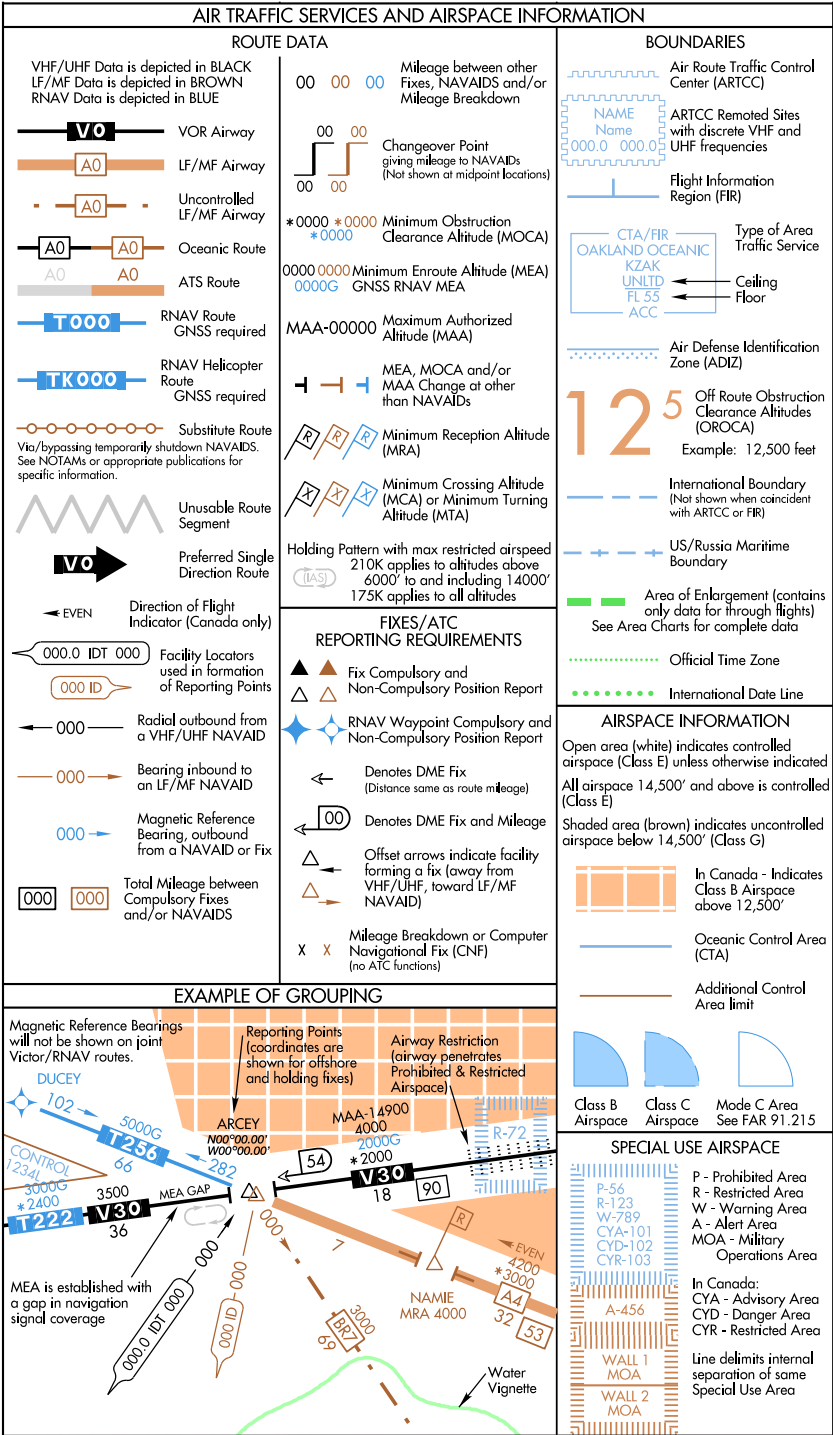 AIR TRAFFIC SERVICES AND AIRSPACE INFORMATION
ROUTE DATA
VHF/UHF Data is depicted in BLACK
LF/MF Data is depicted in BROWN
RNAV Data is depicted in BLUE
V0
VOR Airway
A0
LF/MF Airway
A0
Uncontrolled
LF/MF Airway
A0 A0
Oceanic Route
A0 A0
ATS Route
T000
RNAV Route
GNSS required
TK000
RNAV Helicopter
Route
GNSS required
Substitute Route
Via/bypassing temporarily shutdown NAVAIDS.
See NOTAMs or appropriate publications for
specific information.
Unusable Route
Segment
V0
Preferred Single
Direction Route
EVEN
Direction of Flight
Indicator (Canada only)
000.0 IDT 000
000 ID
Facility Locators
used in formation
of Reporting Points
000
Radial outbound from
a VHF/UHF NAVAID
000
Bearing inbound to
an LF/MF NAVAID
000
Magnetic Reference
Bearing, outbound
from a NAVAID or Fix
000 000
Total Mileage between
Compulsory Fixes
and/or NAVAIDS
00 00 00
Mileage between other
Fixes, NAVAIDS and/or
Mileage Breakdown
00 00
00 00
Changeover Point
giving mileage to NAVAIDs
(Not shown at midpoint locations)
*0000 *0000
*0000
Minimum Obstruction
Clearance Altitude (MOCA)
0000 0000
0000G
Minimum Enroute Altitude (MEA)
GNSS RNAV MEA
MAA-00000
Maximum Authorized
Altitude (MAA)
MEA, MOCA and/or
MAA Change at other
than NAVAIDs
R R R
Minimum Reception Altitude
(MRA)
X X X
Minimum Crossing Altitude
(MCA) or Minimum Turning
Altitude (MTA)
Holding Pattern with max restricted airspeed
(IAS)
210K applies to altitudes above
6000' to and including 14000'
175K applies to all altitudes
FIXES/ATC
REPORTING REQUIREMENTS
Fix Compulsory and
Non-Compulsory Position Report
RNAV Waypoint Compulsory and
Non-Compulsory Position Report
Denotes DME Fix
(Distance same as route mileage)
00
Denotes DME Fix and Mileage
Offset arrows indicate facility
forming a fix (away from
VHF/UHF, toward LF/MF
NAVAID)
X X
Mileage Breakdown or Computer
Navigational Fix (CNF)
(no ATC functions)
BOUNDARIES
Air Route Traffic Control
Center (ARTCC)
NAME
Name
000.0 000.0
ARTCC Remoted Sites
with discrete VHF and
UHF frequencies
Flight Information
Region (FIR)
CTA/FIR
OAKLAND OCEANIC
KZAK
UNLTD
FL 55
ACC
Type of Area
Traffic Service
Ceiling
Floor
Air Defense Identification
Zone (ADIZ)
12 5
Off Route Obstruction
Clearance Altitudes
(OROCA)
Example: 12,500 feet
International Boundary
(Not shown when coincident
with ARTCC or FIR)
US/Russia Maritime
Boundary
Area of Enlargement (contains
only data for through flights)
See Area Charts for complete data
Official Time Zone
International Date Line
AIRSPACE INFORMATION
Open area (white) indicates controlled
airspace (Class E) unless otherwise indicated
All airspace 14,500' and above is controlled
(Class E)
Shaded area (brown) indicates uncontrolled
airspace below 14,500' (Class G)
In Canada - Indicates
Class B Airspace
above 12,500'
Oceanic Control Area
(CTA)
Additional Control
Area limit
Class B
Airspace
Class C
Airspace
Mode C Area
See FAR 91.215
SPECIAL USE AIRSPACE
P-56
R-123
W-789
CYA-101
CYD-102
CYR-103
A-456
WALL 1
MOA
WALL 2
MOA
P - Prohibited Area
R - Restricted Area
W - Warning Area
A - Alert Area
MOA - Military
Operations Area
In Canada:
CYA - Advisory Area
CYD - Danger Area
CYR - Restricted Area
Line delimits internal
separation of same
Special Use Area
EXAMPLE OF GROUPING
Magnetic Reference Bearings
will not be shown on joint
Victor/RNAV routes.
DUCEY
102
5000G
T256
66
282
CONTROL
1234L
3000G
*2400
T222
3500
V30
36
MEA GAP
MEA is established with
a gap in navigation
signal coverage
Reporting Points
(coordinates are
shown for offshore
and holding fixes)
ARCEY
N00°00.00'
W00°00.00'
Airway Restriction
(airway penetrates
Prohibited & Restricted
Airspace)
MAA-14900
4000
2000G
*2000
54
V30
18
90
R-72
000
7
R
NAMIE
MRA 4000
EVEN
4200
*3000
A4
32
53
3000
BR7
69
000.0 IDT 000
000
000 ID
000
Water
Vignette